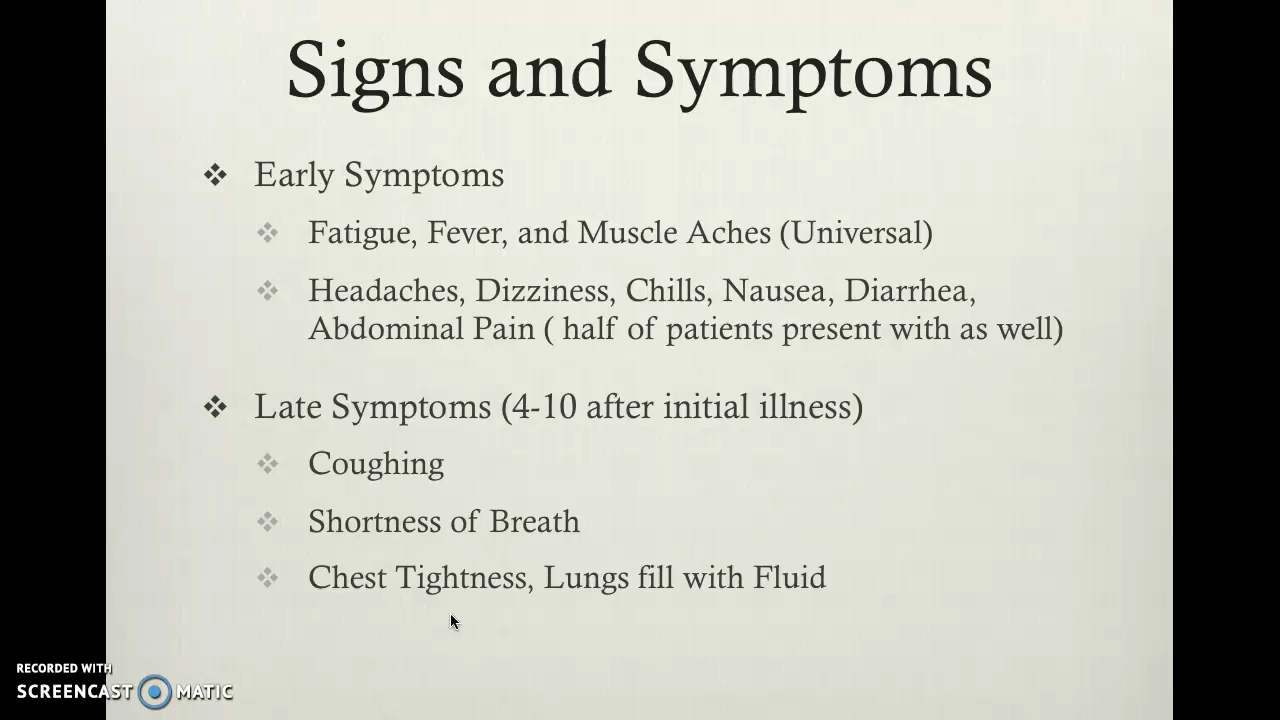 Signs and Symptoms
Early Symptoms
Fatigue, Fever, and Muscle Aches (Universal)
Headaches, Dizziness, Chills, Nausea, Diarrhea,
Abdominal Pain ( half of patients present with as well)
Late Symptoms (4-10 after initial illness)
Coughing
Shortness of Breath
Chest Tightness, Lungs fill with Fluid
RECORDED WITH
SCREENCAST MATIC